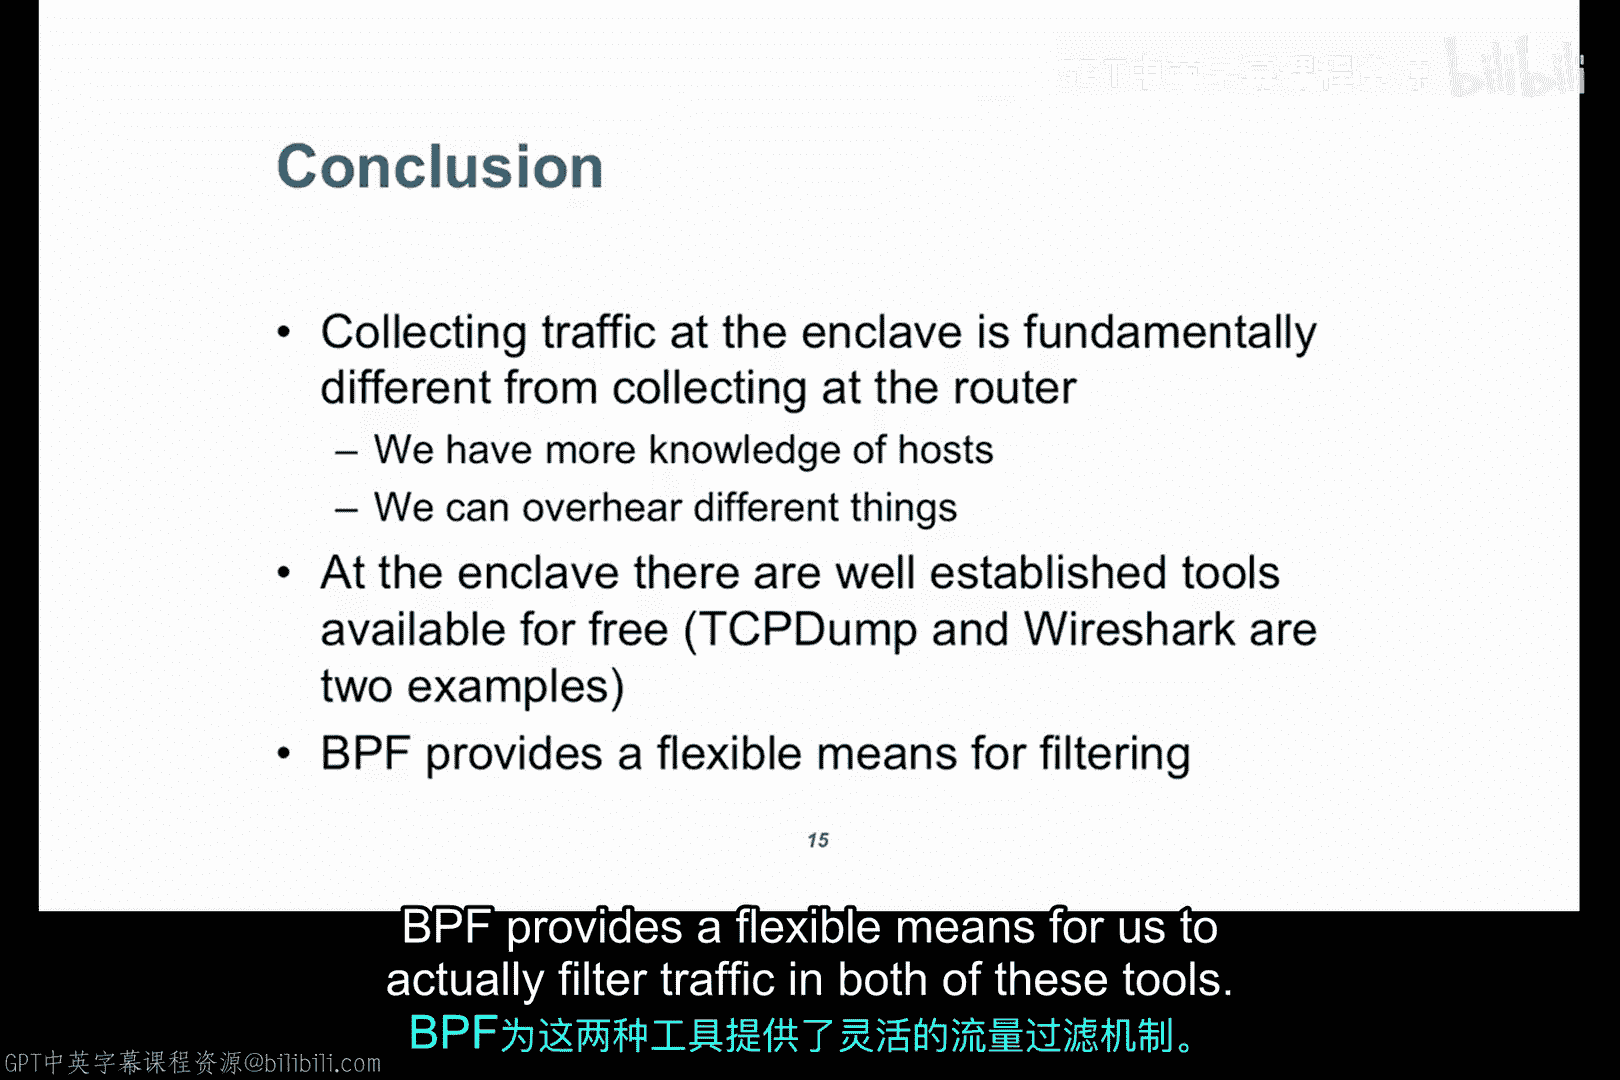 bilibili
Conclusion
• Collecting traffic at the enclave is fundamentally
different from collecting at the router
– We have more knowledge of hosts
– We can overhear different things
• At the enclave there are well established tools
available for free (TCPDump and Wireshark are
two examples)
• BPF provides a flexible means for filtering
15
BPF provides a flexible means for us to
actually filter traffic in both of these tools.
BPF为这两种工具提供了灵活的流量过滤机制。
GPT中英字幕课程资源@bilibili.com